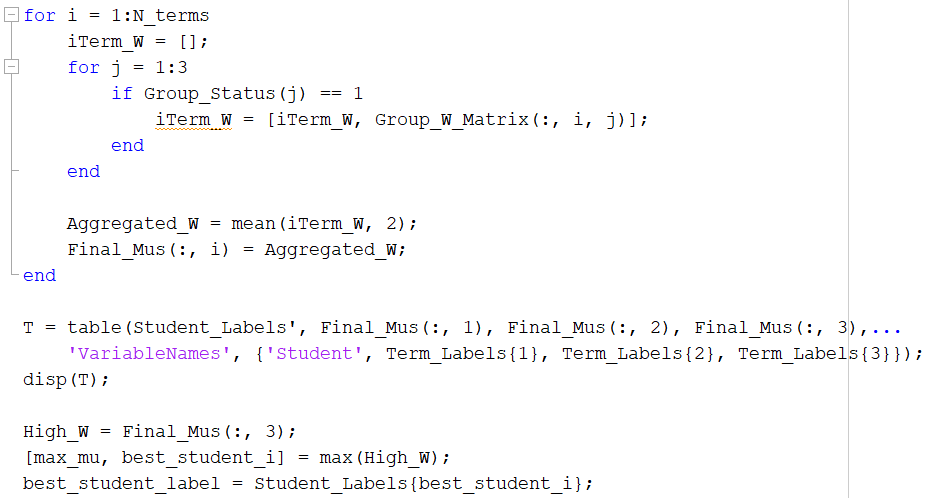 for i = 1:N_terms
    iTerm_W = [];
    for j = 1:3
        if Group_Status(j) == 1
            iTerm_W = [iTerm_W, Group_W_Matrix(:, i, j)];
        end
    end

    Aggregated_W = mean(iTerm_W, 2);
    Final_Mus(:, i) = Aggregated_W;
end

T = table(Student_Labels', Final_Mus(:, 1), Final_Mus(:, 2), Final_Mus(:, 3),...
    'VariableNames', {'Student', Term_Labels{1}, Term_Labels{2}, Term_Labels{3}});
disp(T);

High_W = Final_Mus(:, 3);
[max_mu, best_student_i] = max(High_W);
best_student_label = Student_Labels{best_student_i};